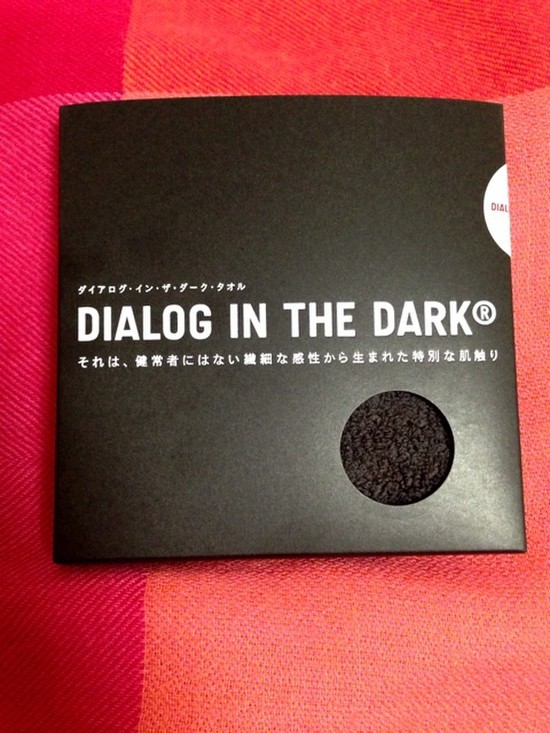 DIAL
ダイアログ・イン・ザ・ダーク・タオル
DIALOG IN THE DARK®
それは、健常者にはない繊細な感性から生まれた特別な肌触り